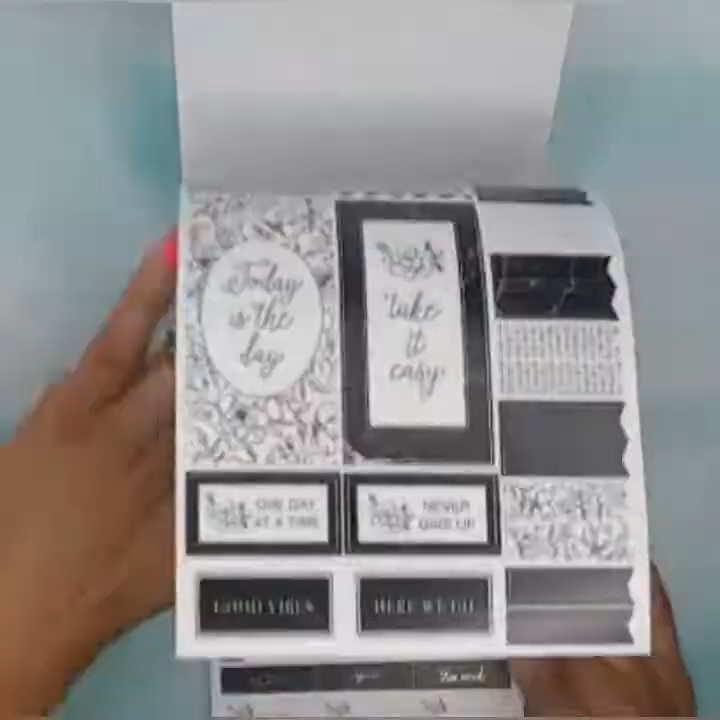 Today
is the
day
take
it
easy
ONE DAY
AT A TIME
NEVER
GIVE UP
GOOD VIBES
HERE WE GO